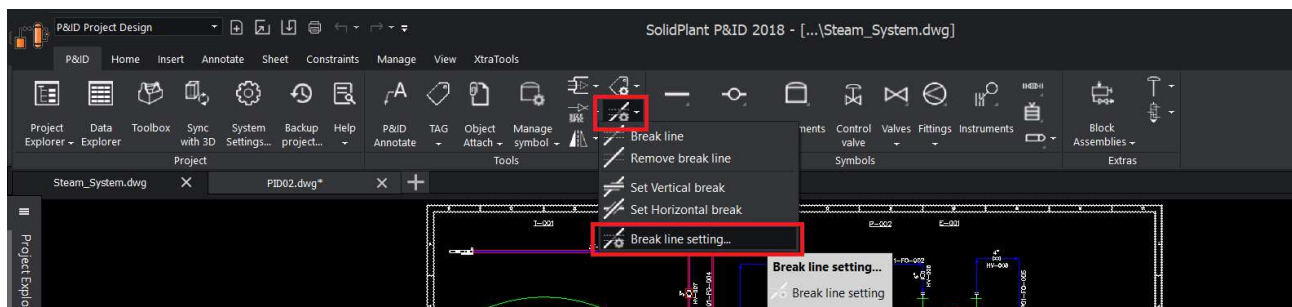 P&ID Project Design
SolidPlant P&ID 2018 - [...\Steam_System.dwg]
P&ID Home Insert Annotate Sheet Constraints Manage View XtraTools
Project Explorer
Data Explorer
Toolbox
Sync with 3D
System Settings...
Backup project...
Help
P&ID Annotate
TAG
Object Attach
Manage symbol
ments
Control valve
Valves
Fittings
Instruments
Block Assemblies
Project
Tools
Symbols
Extras
Break line
Remove break line
Set Vertical break
Set Horizontal break
Break line setting...
Steam_System.dwg
PID02.dwg*
Project Explo
T-001
P-002
E-001
Break line setting...
Break line setting